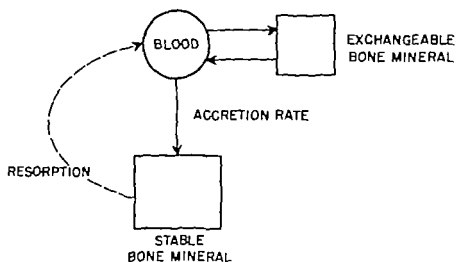 BLOOD
EXCHANGEABLE
BONE MINERAL
ACCRETION RATE
RESORPTION
STABLE
BONE MINERAL